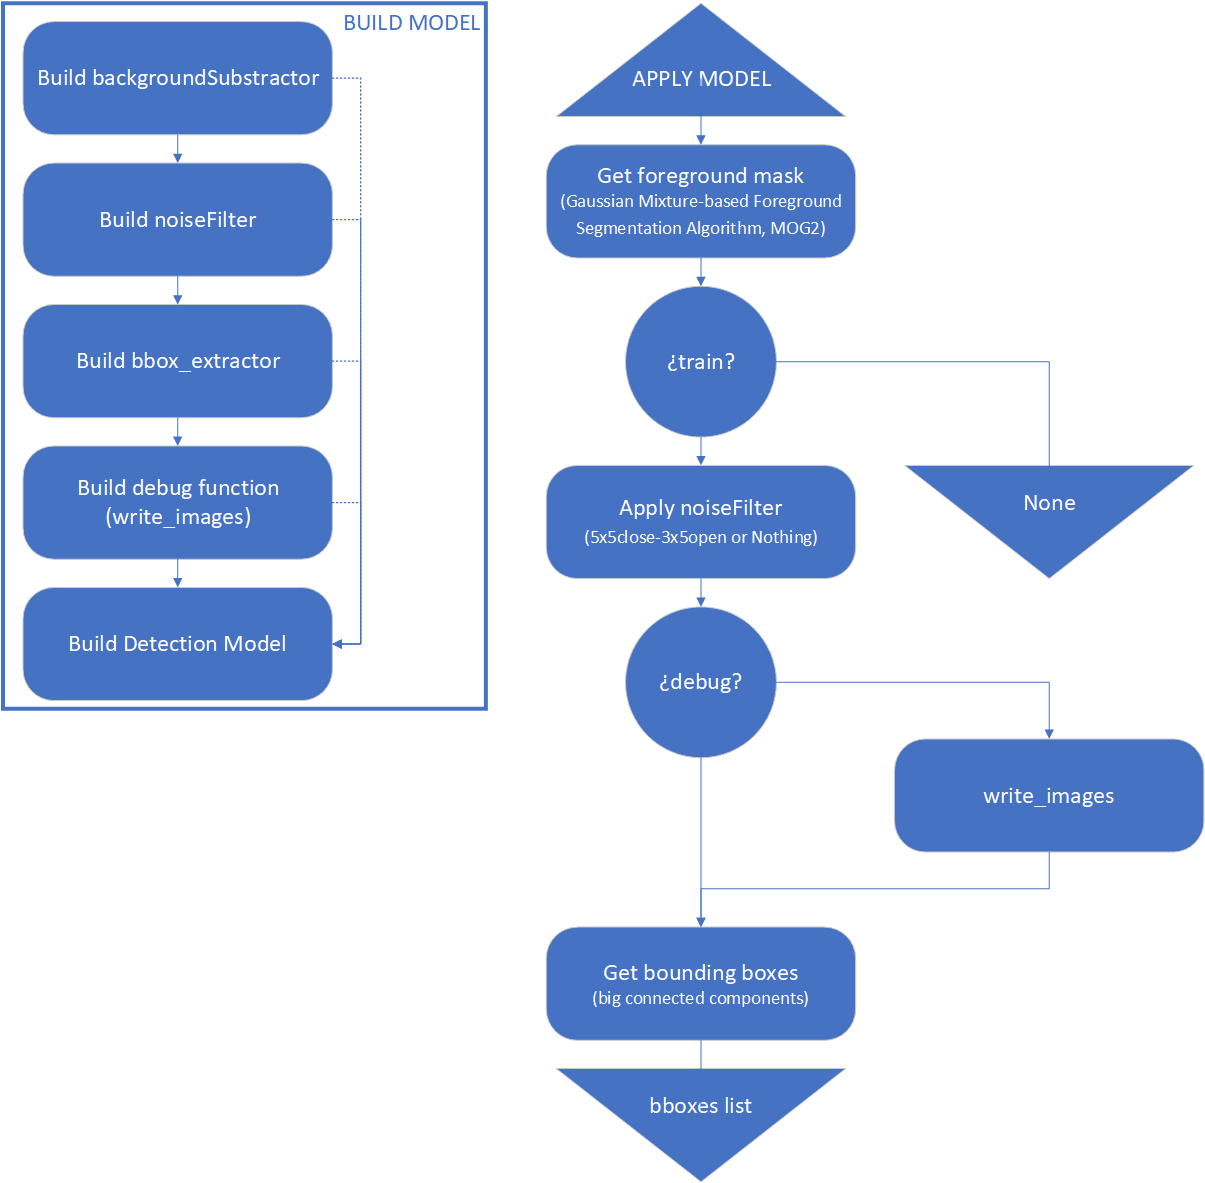 BUILD MODEL
Build backgroundSubstractor
Build noiseFilter
Build bbox_extractor
Build debug function
(write_images)
Build Detection Model
APPLY MODEL
Get foreground mask
(Gaussian Mixture-based Foreground
Segmentation Algorithm, MOG2)
¿train?
None
Apply noiseFilter
(5x5close-3x5open or Nothing)
¿debug?
write_images
Get bounding boxes
(big connected components)
bboxes list